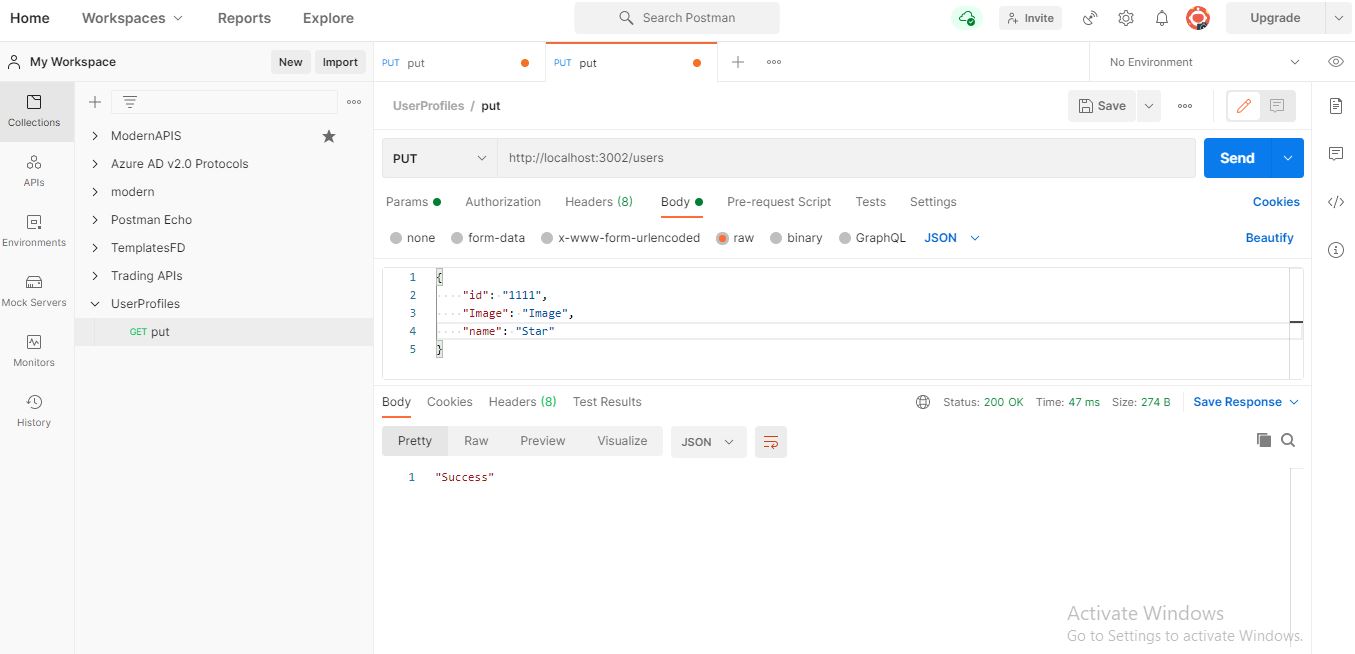 Home Workspaces Reports Explore Search Postman Invite Upgrade
My Workspace New Import PUT put PUT put No Environment
Collections
APIs
Environments
Mock Servers
Monitors
History
ModernAPIS
Azure AD v2.0 Protocols
modern
Postman Echo
TemplatesFD
Trading APIs
UserProfiles
GET put
UserProfiles / put Save
PUT http://localhost:3002/users Send
Params Authorization Headers (8) Body Pre-request Script Tests Settings Cookies
none form-data x-www-form-urlencoded raw binary GraphQL JSON Beautify
1 {
2 "id": "1111",
3 "Image": "Image",
4 "name": "Star"
5 }
Body Cookies Headers (8) Test Results Status: 200 OK Time: 47 ms Size: 274 B Save Response
Pretty Raw Preview Visualize JSON
1 "Success"
Activate Windows
Go to Settings to activate Windows.